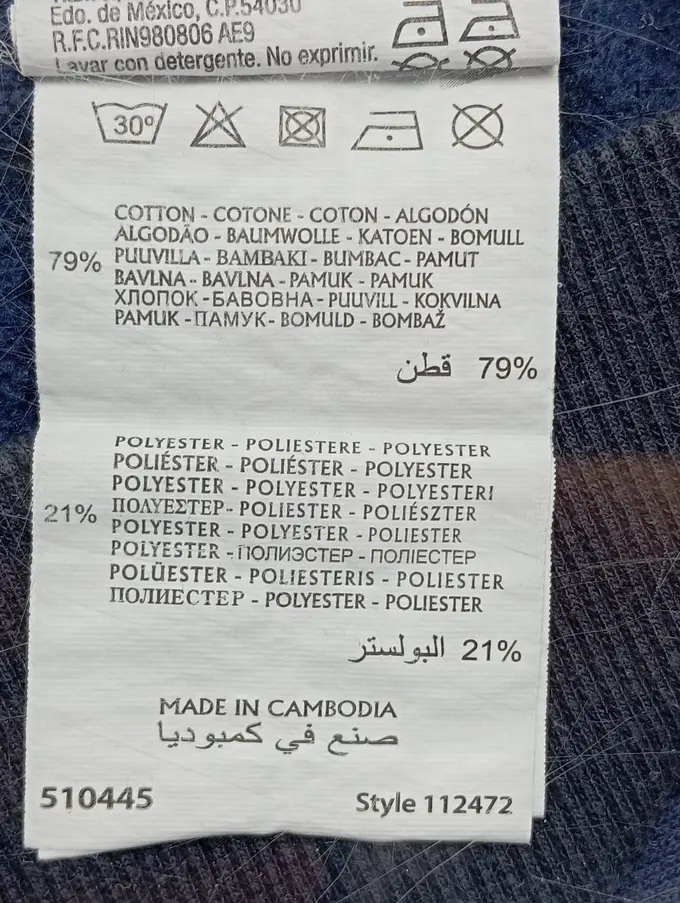 Edo. de México, C.P.54030
R.F.C.RIN980806 AE9
Lavar con detergente. No exprimir.
30°
COTTON - COTONE - COTON - ALGODÓN
ALGODÃO - BAUMWOLLE - KATOEN - BOMULL
79% PUUVILLA - BAMBAKI - BUMBAC - PAMUT
BAVLNA - BAVLNA - PAMUK - PAMUK
ХЛОПОК - БАВОВНА - PUUVILL - KOKVILNA
PAMUK - ПАМУК - BOMULD - BOMBAŽ
79% قطن
POLYESTER - POLIESTERE - POLYESTER
POLIÉSTER - POLIÉSTER - POLYESTER
POLYESTER - POLYESTER - POLYESTERI
21% ΠΟΛΥΕΣΤΕΡ - POLIESTER - POLIÉSZTER
POLYESTER - POLYESTER - POLIESTER
POLYESTER - ПОЛИЭСТЕР - ПОЛІЕСТЕР
POLÜESTER - POLIESTERIS - POLIESTER
ПОЛИЕСТЕР - POLYESTER - POLIESTER
21% البولستر
MADE IN CAMBODIA
صنع في كمبوديا
510445
Style 112472